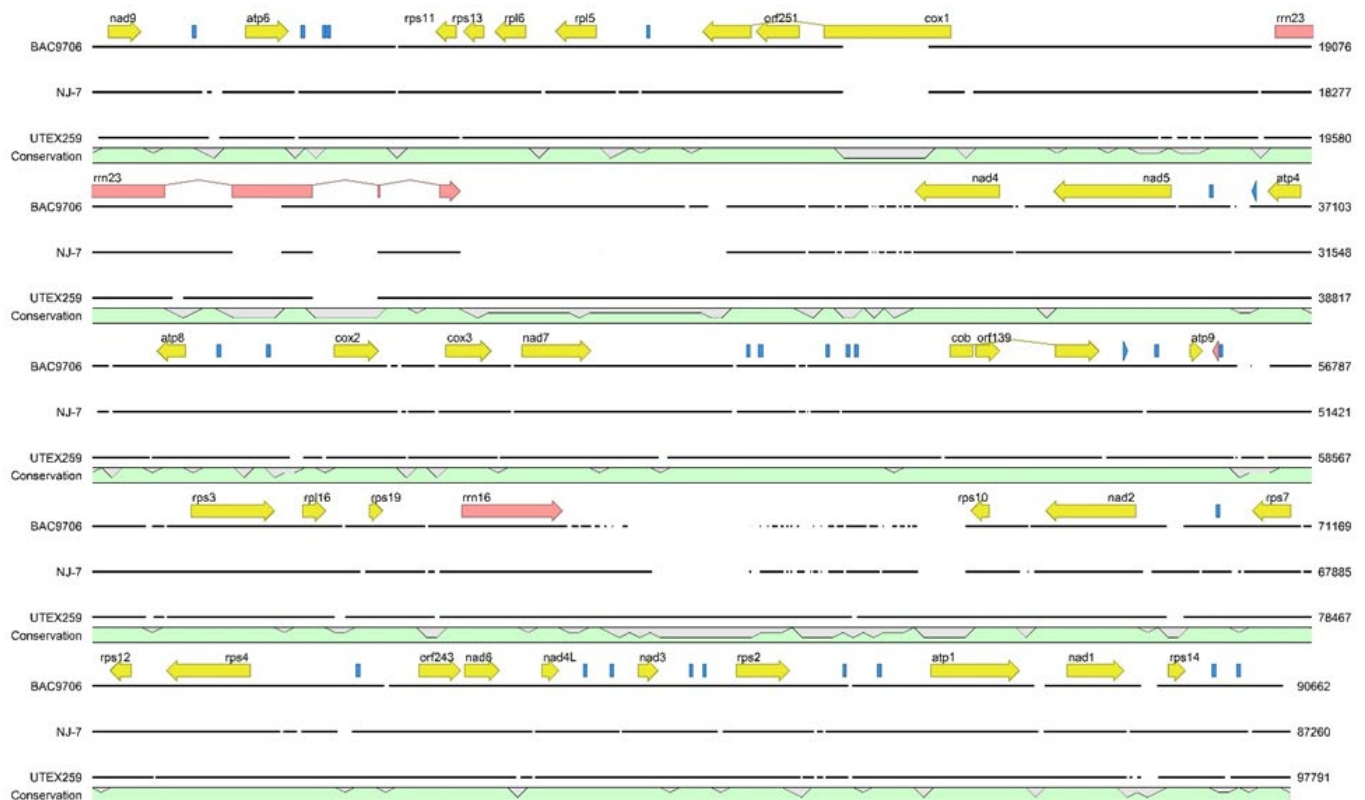 nad9 atp6 rps11 rps13 rpl6 rpl5 orf251 cox1 rrn23
BAC9706 19076
NJ-7 18277
UTEX259 19580
Conservation
rrn23 nad4 nad5 atp4
BAC9706 37103
NJ-7 31548
UTEX259 38817
Conservation
atp8 cox2 cox3 nad7 cob orf139 atp9
BAC9706 56787
NJ-7 51421
UTEX259 58567
Conservation
rps3 rpl16 rps19 rrn16 rps10 nad2 rps7
BAC9706 71169
NJ-7 67885
UTEX259 78467
Conservation
rps12 rps4 orf243 nad6 nad4L nad3 rps2 atp1 nad1 rps14
BAC9706 90662
NJ-7 87260
UTEX259 97791
Conservation